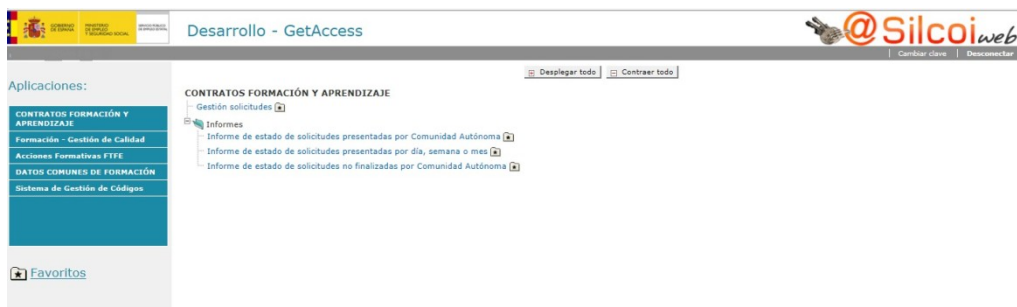 GOBIERNO
DE ESPAÑA
MINISTERIO
DE EMPLEO
Y SEGURIDAD SOCIAL
Desarrollo - GetAccess
@Silcoiweb
Cambiar clave | Desconectar
Desplegar todo
Contraer todo
Aplicaciones:
CONTRATOS FORMACIÓN Y
APRENDIZAJE
Formación - Gestión de Calidad
Acciones Formativas FTFE
DATOS COMUNES DE FORMACIÓN
Sistema de Gestión de Códigos
Favoritos
CONTRATOS FORMACIÓN Y APRENDIZAJE
Gestión solicitudes
Informes
Informe de estado de solicitudes presentadas por Comunidad Autónoma
Informe de estado de solicitudes presentadas por día, semana o mes
Informe de estado de solicitudes no finalizadas por Comunidad Autónoma